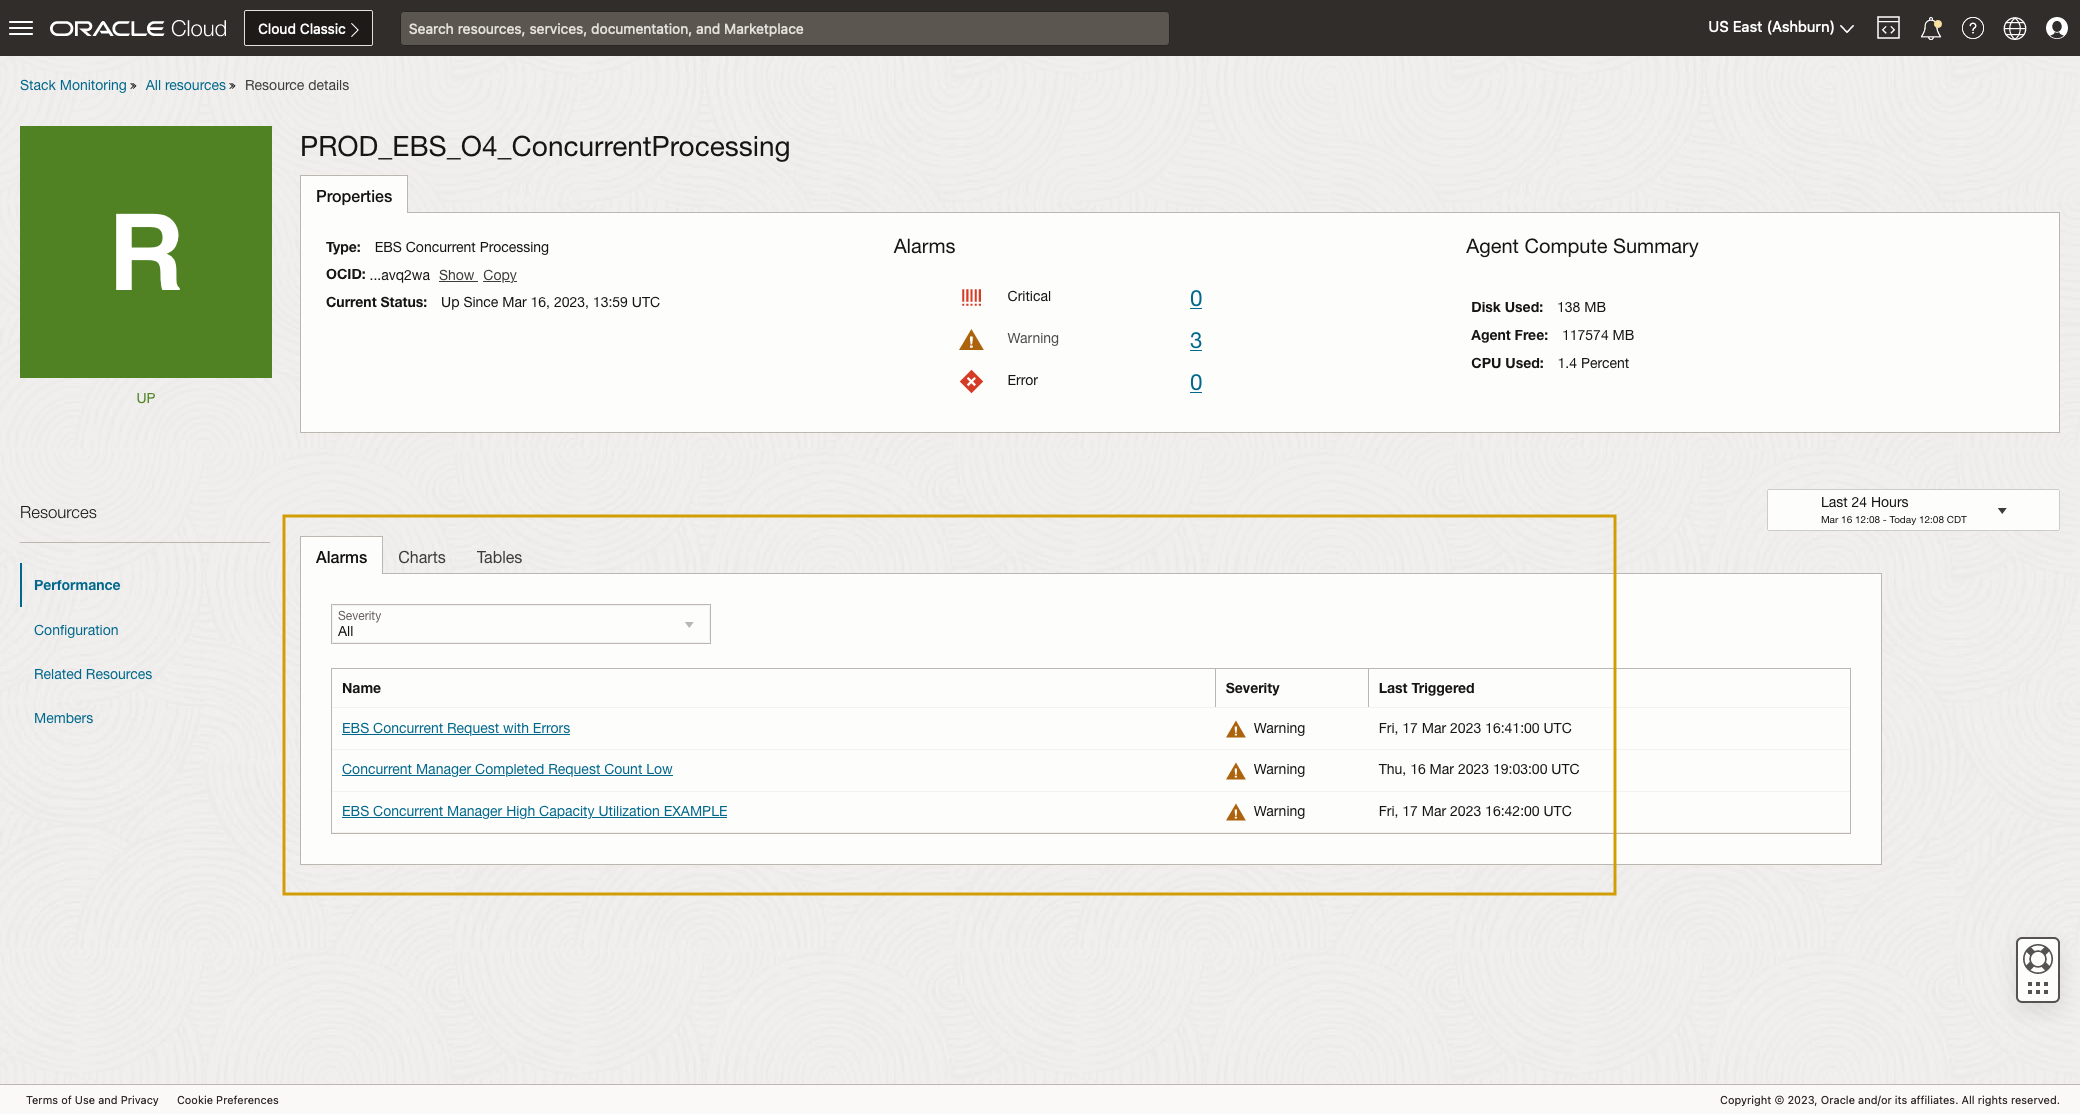 ORACLE Cloud
Cloud Classic
Search resources, services, documentation, and Marketplace
US East (Ashburn)
Stack Monitoring » All resources » Resource details
R
UP
PROD_EBS_O4_ConcurrentProcessing
Properties
Type: EBS Concurrent Processing
OCID: ...avq2wa Show Copy
Current Status: Up Since Mar 16, 2023, 13:59 UTC
Alarms
Critical 0
Warning 3
Error 0
Agent Compute Summary
Disk Used: 138 MB
Agent Free: 117574 MB
CPU Used: 1.4 Percent
Last 24 Hours
Mar 16 12:08 - Today 12:08 CDT
Resources
Performance
Configuration
Related Resources
Members
Alarms Charts Tables
Severity
All
Name Severity Last Triggered
EBS Concurrent Request with Errors Warning Fri, 17 Mar 2023 16:41:00 UTC
Concurrent Manager Completed Request Count Low Warning Thu, 16 Mar 2023 19:03:00 UTC
EBS Concurrent Manager High Capacity Utilization EXAMPLE Warning Fri, 17 Mar 2023 16:42:00 UTC
Terms of Use and Privacy Cookie Preferences
Copyright © 2023, Oracle and/or its affiliates. All rights reserved.